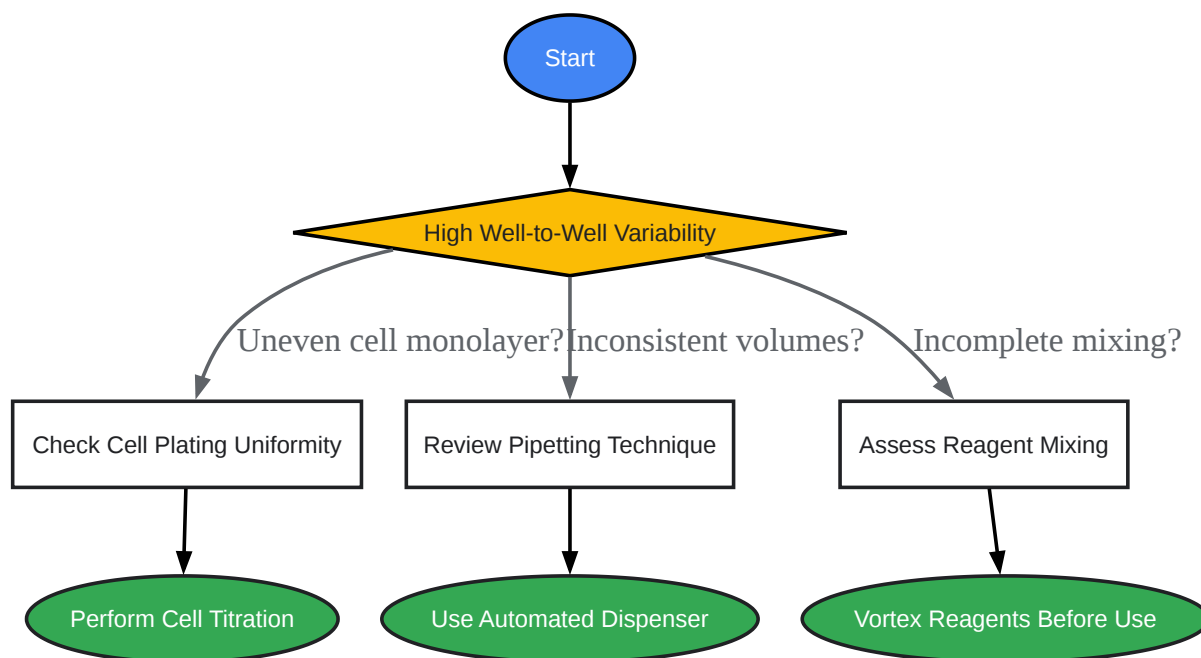 Start
High Well-to-Well Variability
Uneven cell monolayer?
Inconsistent volumes?
Incomplete mixing?
Check Cell Plating Uniformity
Review Pipetting Technique
Assess Reagent Mixing
Perform Cell Titration
Use Automated Dispenser
Vortex Reagents Before Use